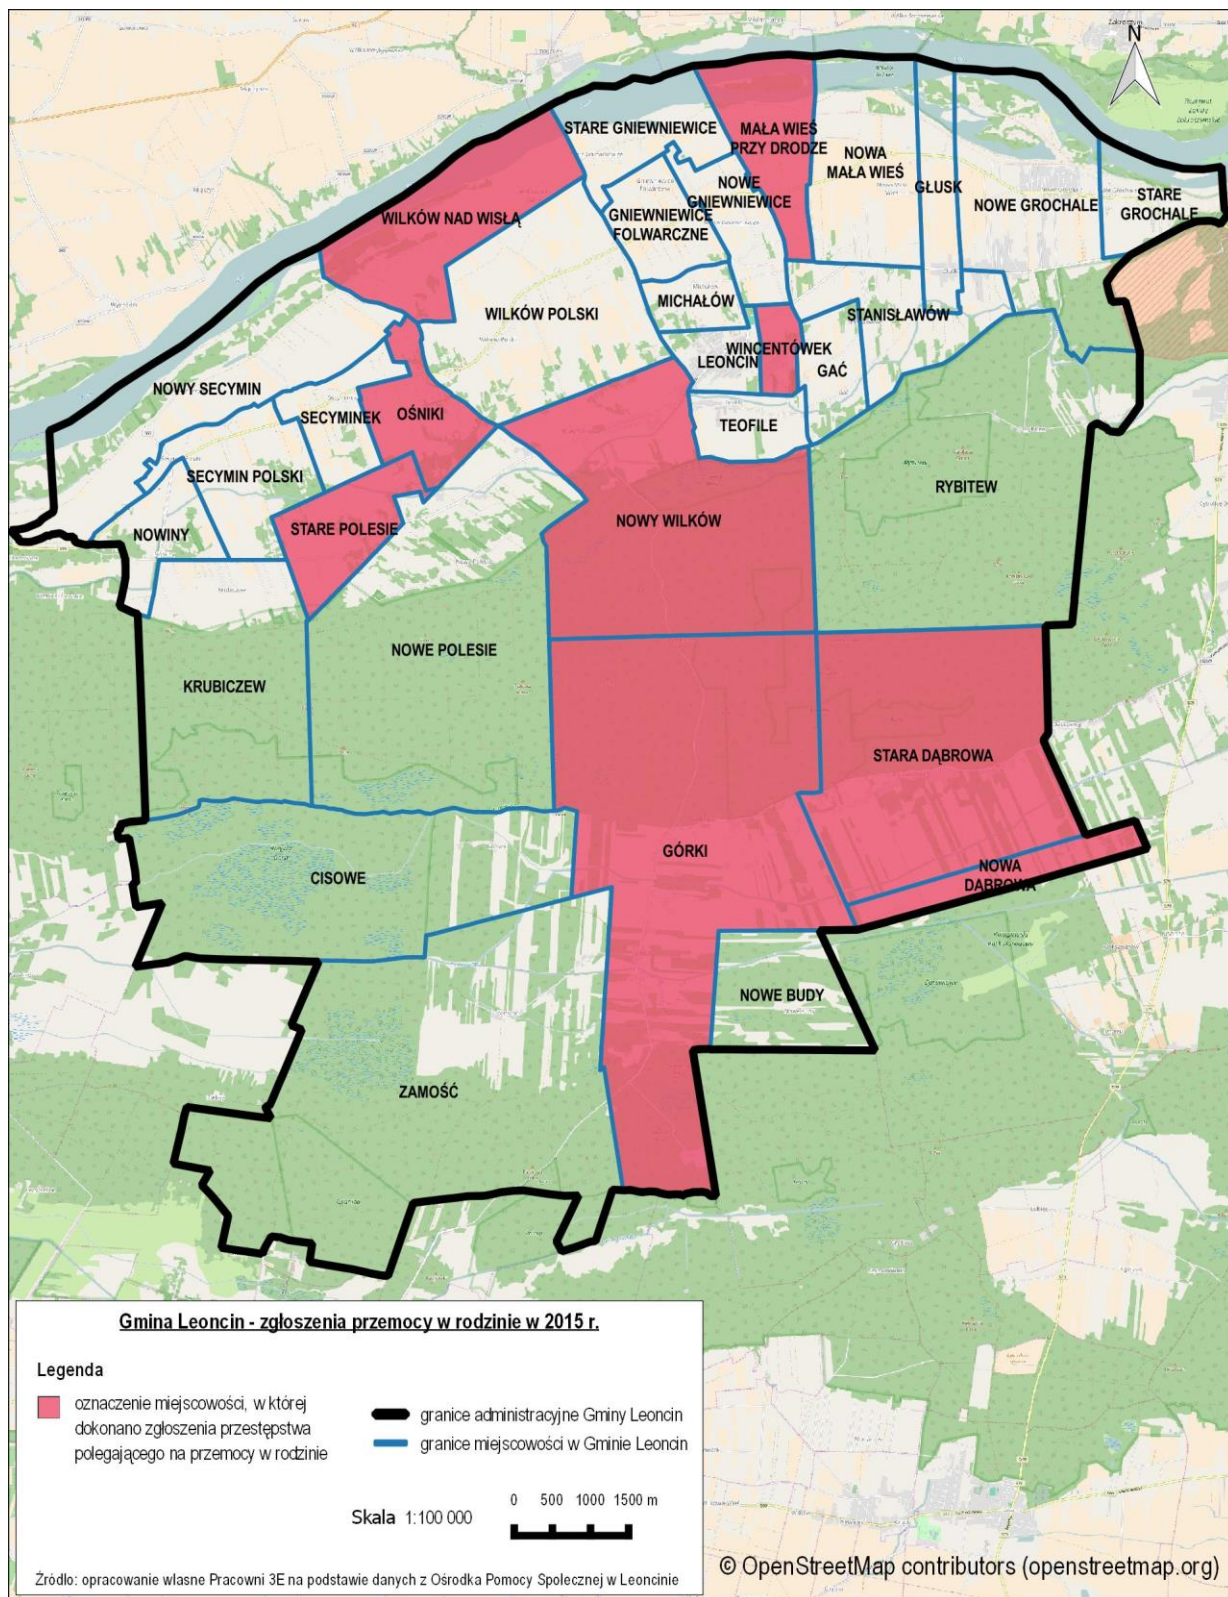 N
STARE GNIEWNIEWICE
MAŁA WIEŚ
PRZY DRODZE
NOWA
MAŁA WIEŚ
NOWE
GNIEWNIEWICE
GŁUSK
NOWE GROCHALE
STARE
GROCHALE
WILKÓW NAD WISŁĄ
GNIEWNIEWICE
FOLWARCZNE
MICHAŁÓW
WILKÓW POLSKI
STANISŁAWÓW
WINCENTÓWEK
LEONCIN
GAĆ
NOWY SECYMIN
SECYMINEK
OŚNIKI
TEOFILE
SECYMIN POLSKI
RYBITEW
NOWINY
STARE POLESIE
NOWY WILKÓW
NOWE POLESIE
KRUBICZEW
STARA DĄBROWA
GÓRKI
NOWA
DĄBROWA
CISOWE
NOWE BUDY
ZAMOŚĆ
Gmina Leoncin - zgłoszenia przemocy w rodzinie w 2015 r.
Legenda
oznaczenie miejscowości, w której
dokonano zgłoszenia przestępstwa
polegającego na przemocy w rodzinie
granice administracyjne Gminy Leoncin
granice miejscowości w Gminie Leoncin
Skala 1:100 000
0 500 1000 1500 m
Źródło: opracowanie własne Pracowni 3E na podstawie danych z Ośrodka Pomocy Społecznej w Leoncinie
© OpenStreetMap contributors (openstreetmap.org)